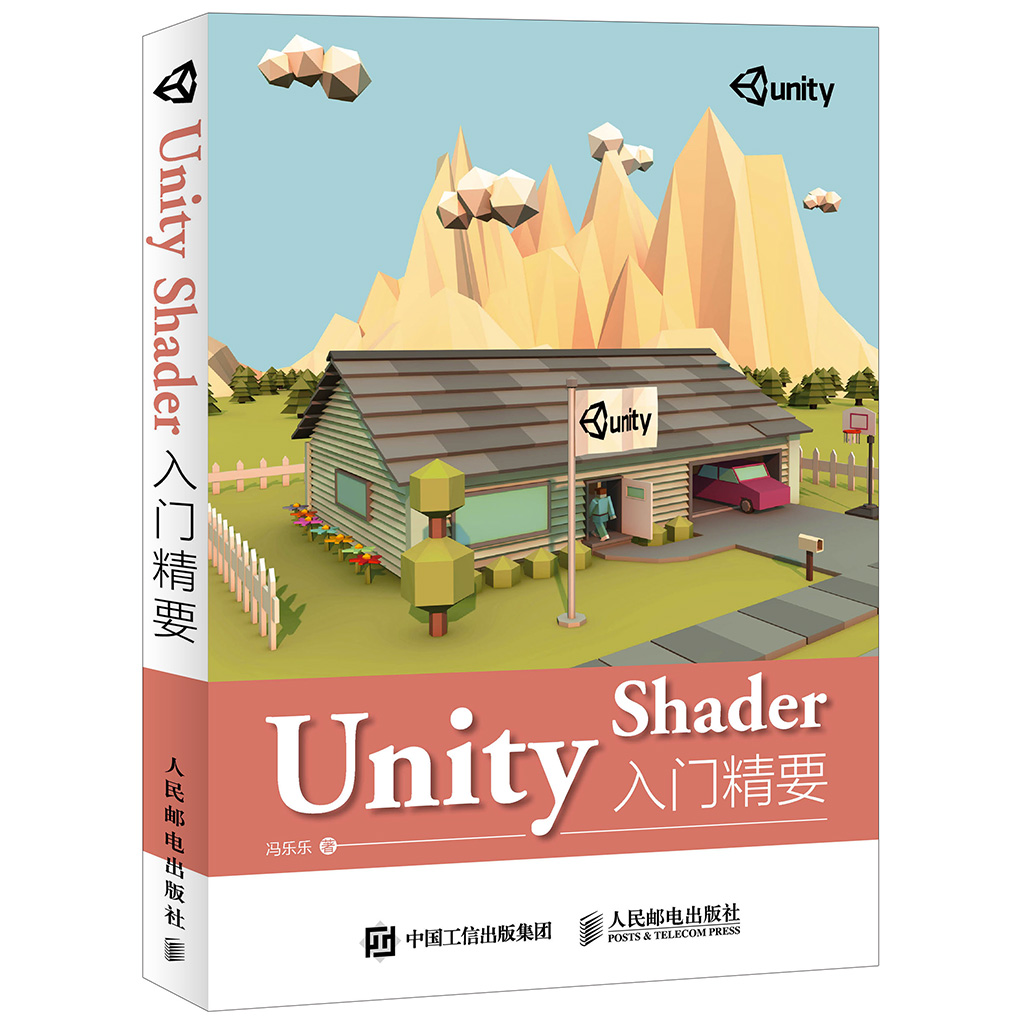 Unity Shader 入门精要
人民邮电出版社
unity
unity
Unity
Shader
入门精要
冯乐乐 著
中国工信出版集团
人民邮电出版社
POSTS & TELECOM PRESS